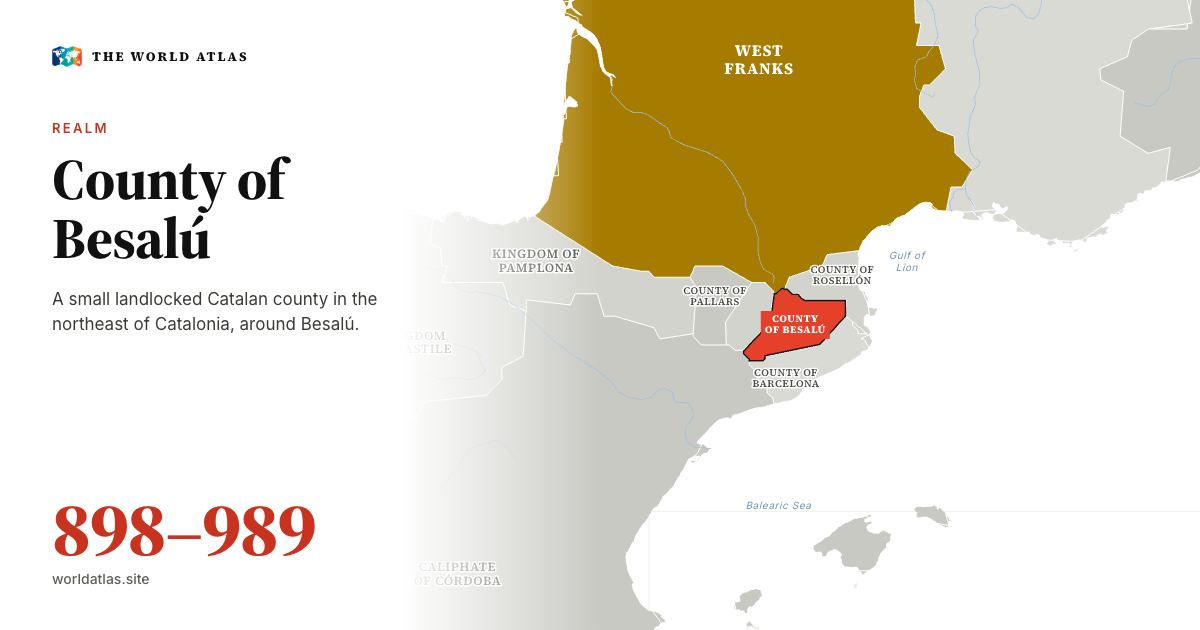 THE WORLD ATLAS
REALM
County of
Besalú
A small landlocked Catalan county in the
northeast of Catalonia, around Besalú.
898–989
worldatlas.site
WEST
FRANKS
KINGDOM OF
PAMPLONA
COUNTY OF
PALLARS
COUNTY OF
ROSELLÓN
Gulf of
Lion
COUNTY
OF BESALÚ
COUNTY OF
BARCELONA
Balearic Sea
CALIPHATE
OF CÓRDOBA